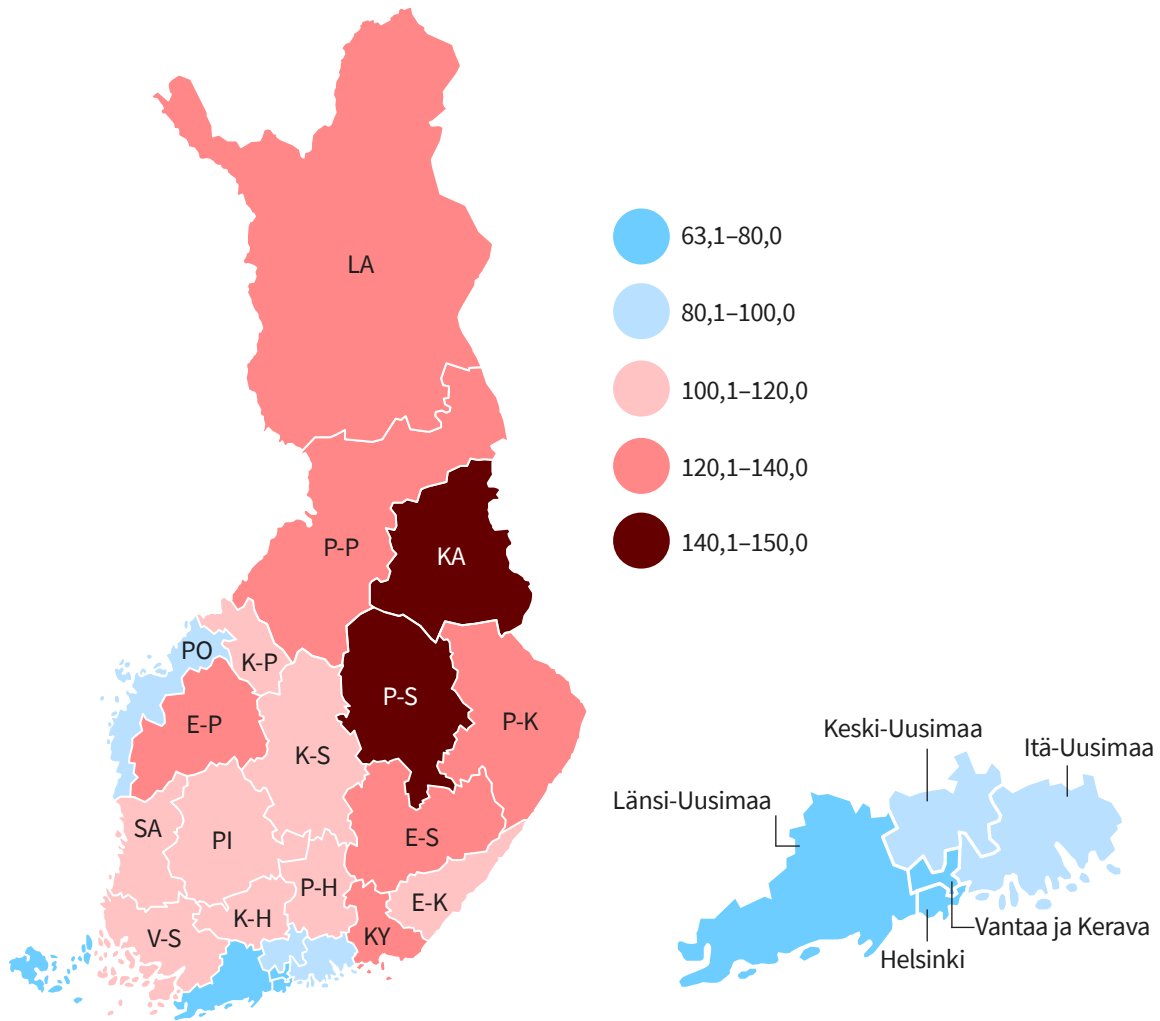 LA
P-P
KA
PO
K-P
E-P
P-S
P-K
K-S
SA
PI
E-S
P-H
E-K
K-H
V-S
KY
63,1–80,0
80,1–100,0
100,1–120,0
120,1–140,0
140,1–150,0
Keski-Uusimaa
Itä-Uusimaa
Länsi-Uusimaa
Vantaa ja Kerava
Helsinki